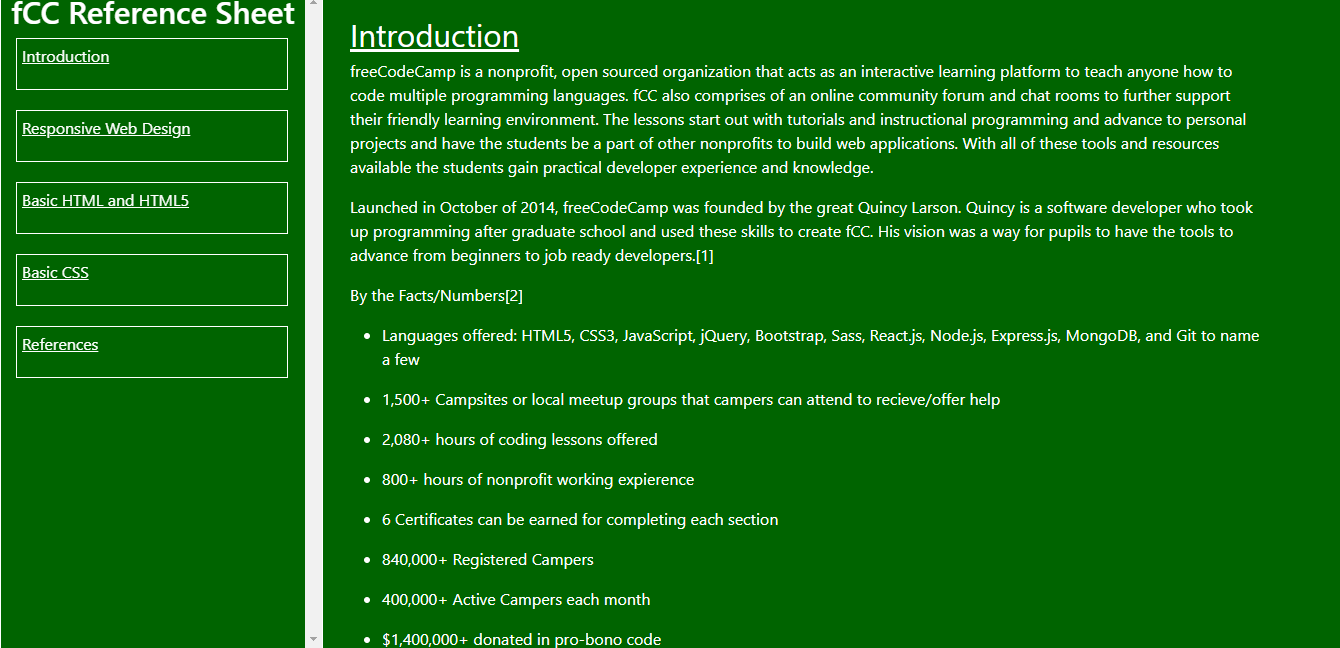 fCC Reference Sheet
Introduction
Responsive Web Design
Basic HTML and HTML5
Basic CSS
References
Introduction
freeCodeCamp is a nonprofit, open sourced organization that acts as an interactive learning platform to teach anyone how to
code multiple programming languages. fCC also comprises of an online community forum and chat rooms to further support
their friendly learning environment. The lessons start out with tutorials and instructional programming and advance to personal
projects and have the students be a part of other nonprofits to build web applications. With all of these tools and resources
available the students gain practical developer experience and knowledge.
Launched in October of 2014, freeCodeCamp was founded by the great Quincy Larson. Quincy is a software developer who took
up programming after graduate school and used these skills to create fCC. His vision was a way for pupils to have the tools to
advance from beginners to job ready developers.[1]
By the Facts/Numbers[2]
• Languages offered: HTML5, CSS3, JavaScript, jQuery, Bootstrap, Sass, React.js, Node.js, Express.js, MongoDB, and Git to name
a few
• 1,500+ Campsites or local meetup groups that campers can attend to recieve/offer help
• 2,080+ hours of coding lessons offered
• 800+ hours of nonprofit working expierence
• 6 Certificates can be earned for completing each section
• 840,000+ Registered Campers
• 400,000+ Active Campers each month
• $1,400,000+ donated in pro-bono code